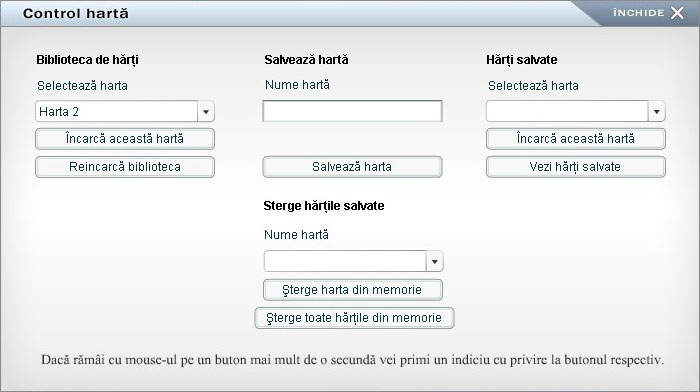 Control hartă
ÎNCHIDE
Biblioteca de hărți
Selectează harta
Harta 2
Încarcă această hartă
Reincarcă biblioteca
Salvează hartă
Nume hartă
Salvează harta
Hărți salvate
Selectează harta
Încarcă această hartă
Vezi hărți salvate
Sterge hărțile salvate
Nume hartă
Şterge harta din memorie
Şterge toate hărțile din memorie
Dacă rămâi cu mouse-ul pe un buton mai mult de o secundă vei primi un indiciu cu privire la butonul respectiv.